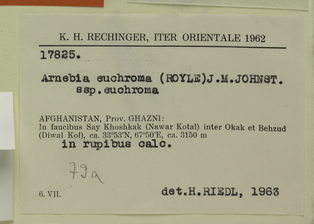 K. H. RECHINGER, ITER ORIENTALE 1962
17825.
Arnebia euchroma (ROYLE)J.M.JOHNST.
ssp.euchroma
AFGHANISTAN, Prov. GHAZNI:
In faucibus Say Khoshkak (Nawar Kotal) inter Okak et Behzud
(Diwal Kol), ca. 33°53'N, 67°50'E, ca. 3150 m
in rupibus calc.
79a
6. VII.
det.H.RIEDL, 1963